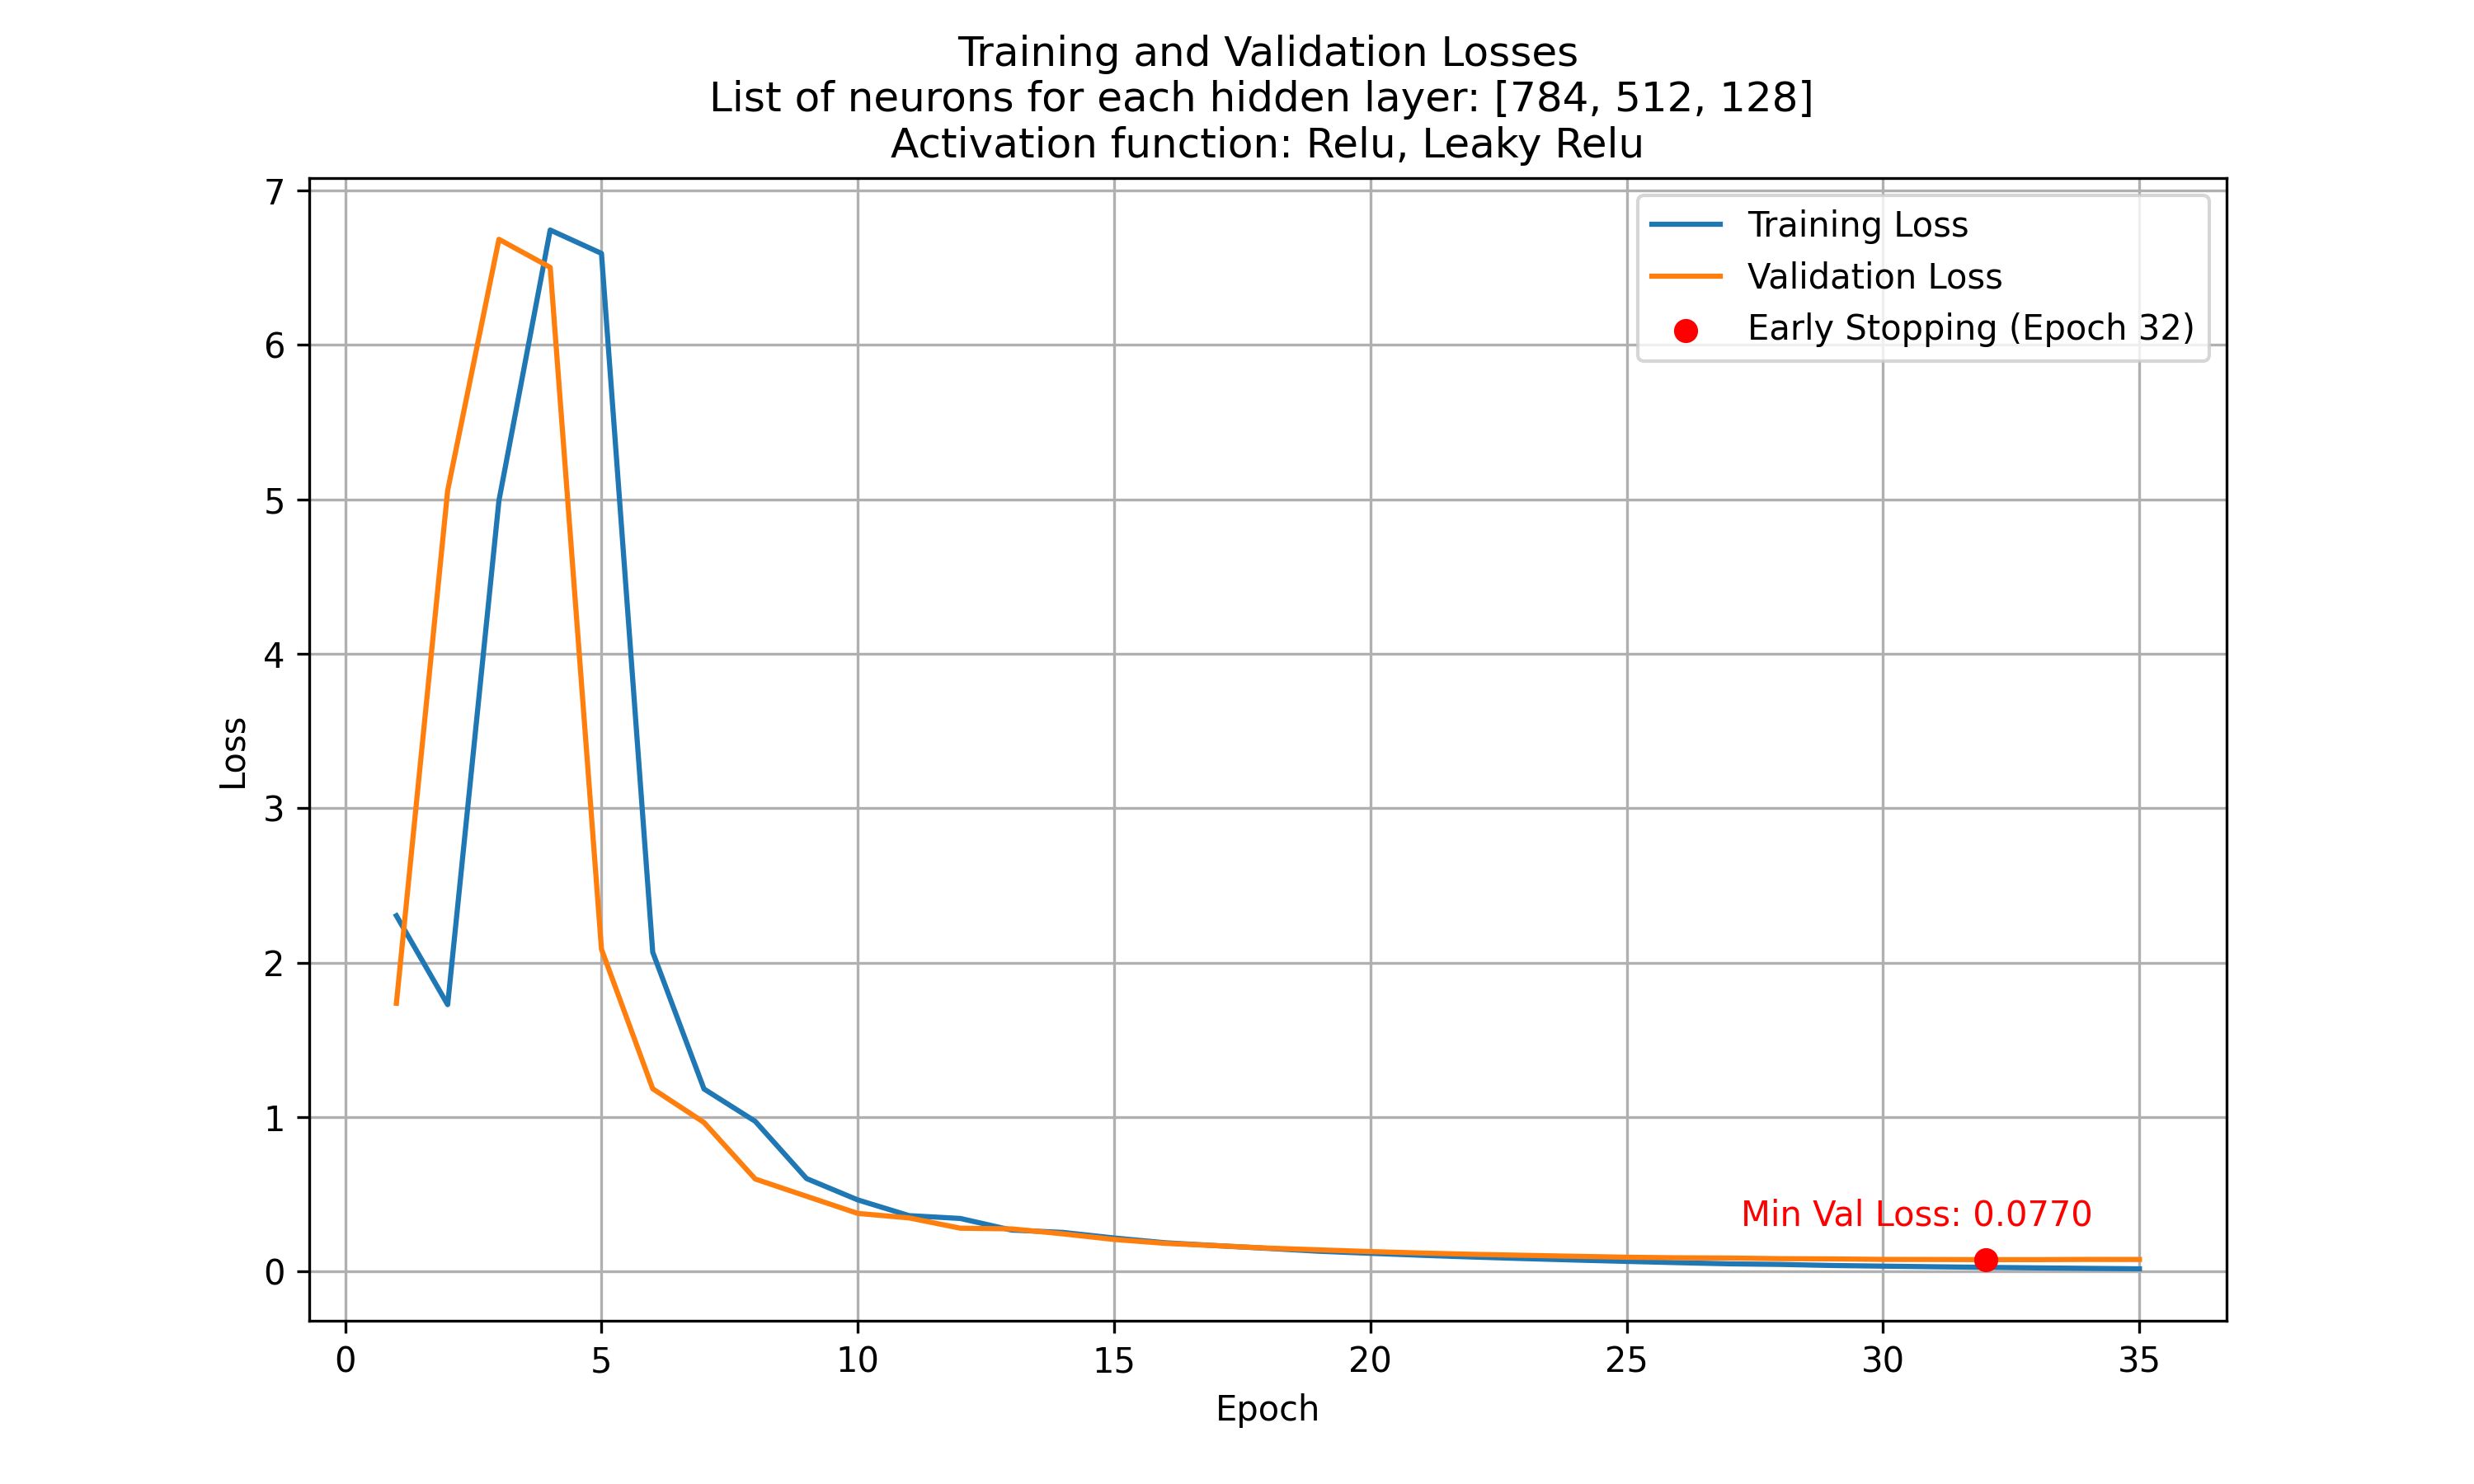 Training and Validation Losses
List of neurons for each hidden layer: [784, 512, 128]
Activation function: Relu, Leaky Relu
7
6
5
4
3
2
1
0
Loss
Training Loss
Validation Loss
Early Stopping (Epoch 32)
Min Val Loss: 0.0770
0 5 10 15 20 25 30 35
Epoch